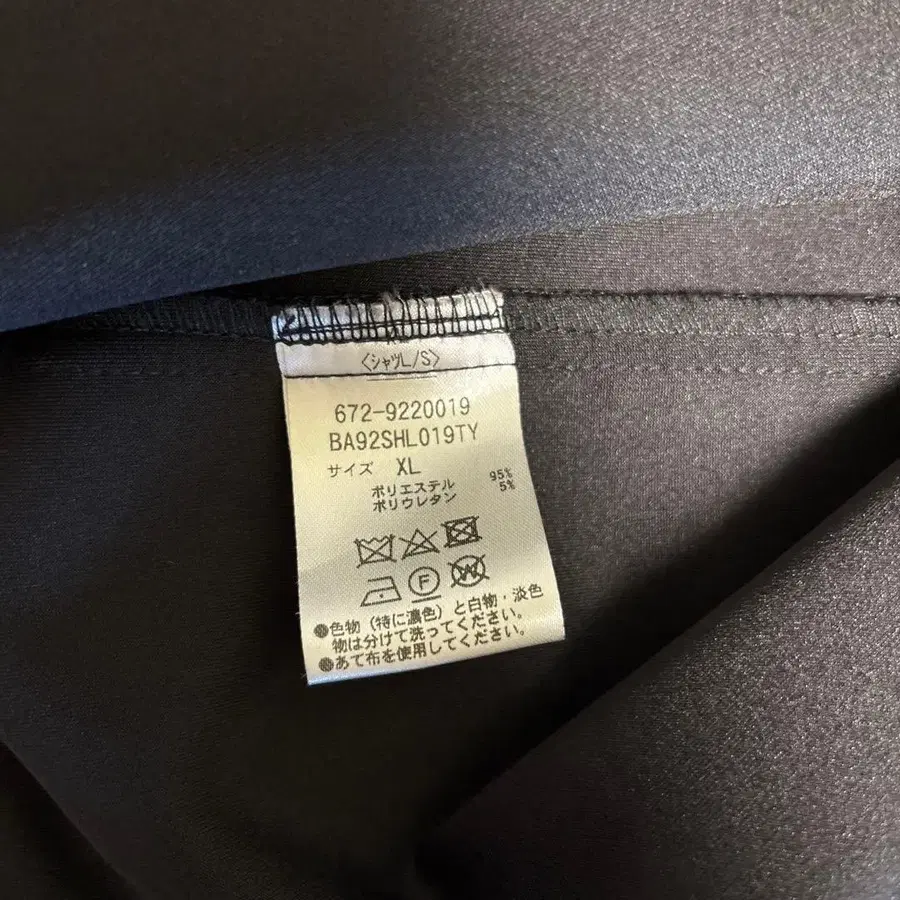 〈シャツL/S〉
672-9220019
BA92SHL019TY
サイズ XL
ポリエステル 95%
ポリウレタン 5%
F W
●色物（特に濃色）と白物・淡色
物は分けて洗ってください。
●あて布を使用してください。